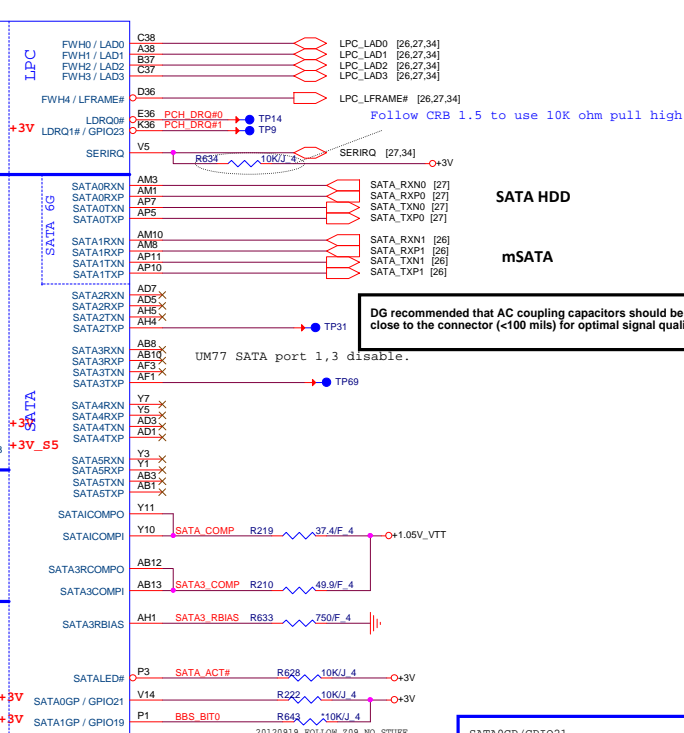 LPC
FWH0 / LAD0 C38 LPC_LAD0 [26,27,34]
FWH1 / LAD1 A38 LPC_LAD1 [26,27,34]
FWH2 / LAD2 B37 LPC_LAD2 [26,27,34]
FWH3 / LAD3 C37 LPC_LAD3 [26,27,34]
FWH4 / LFRAME# D36 LPC_LFRAME# [26,27,34]
LDRQ0# E36 PCH_DRQ#0 TP14
Follow CRB 1.5 to use 10K ohm pull high
+3V LDRQ1# / GPIO23 K36 PCH_DRQ#1 TP9
SERIRQ V5 SERIRQ [27,34]
R634 10K/J_4 +3V
SATA 6G
SATA0RXN AM3 SATA_RXN0 [27]
SATA0RXP AM1 SATA_RXP0 [27]
SATA0TXN AP7 SATA_TXN0 [27]
SATA0TXP AP5 SATA_TXP0 [27]
SATA HDD
SATA1RXN AM10 SATA_RXN1 [26]
SATA1RXP AM8 SATA_RXP1 [26]
SATA1TXN AP11 SATA_TXN1 [26]
SATA1TXP AP10 SATA_TXP1 [26]
mSATA
SATA2RXN AD7
SATA2RXP AD5
SATA2TXN AH5
SATA2TXP AH4 TP31
DG recommended that AC coupling capacitors should be
close to the connector (<100 mils) for optimal signal quali
SATA3RXN AB8
SATA3RXP AB10
SATA3TXN AF3
SATA3TXP AF1 TP69
UM77 SATA port 1,3 disable.
SATA
SATA4RXN Y7
SATA4RXP Y5
+3V SATA4TXN AD3
SATA4TXP AD1
+3V_S5
SATA5RXN Y3
SATA5RXP Y1
SATA5TXN AB3
SATA5TXP AB1
SATAICOMPO Y11
SATAICOMPI Y10 SATA_COMP R219 37.4/F_4 +1.05V_VTT
SATA3RCOMPO AB12
SATA3COMPI AB13 SATA3_COMP R210 49.9/F_4
SATA3RBIAS AH1 SATA3_RBIAS R633 750/F_4
SATALED# P3 SATA_ACT# R628 10K/J_4 +3V
+3V SATA0GP / GPIO21 V14 R222 10K/J_4 +3V
+3V SATA1GP / GPIO19 P1 BBS_BIT0 R643 *10K/J_4
20120919 FOLLOW Z09 NO STUFF
SATA0GP/GPIO21